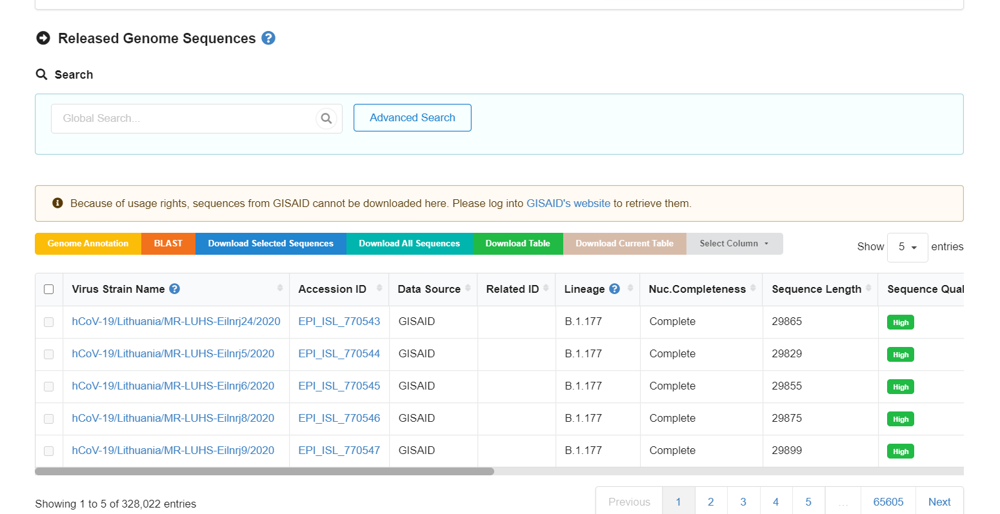 Released Genome Sequences ?
Search
Global Search...
Advanced Search
Because of usage rights, sequences from GISAID cannot be downloaded here. Please log into GISAID's website to retrieve them.
Genome Annotation BLAST Download Selected Sequences Download All Sequences Download Table Download Current Table Select Column
Show 5 entries
Virus Strain Name ? Accession ID Data Source Related ID Lineage ? Nuc.Completeness Sequence Length Sequence Qual
hCoV-19/Lithuania/MR-LUHS-Eilnrj24/2020 EPI_ISL_770543 GISAID B.1.177 Complete 29865 High
hCoV-19/Lithuania/MR-LUHS-Eilnrj5/2020 EPI_ISL_770544 GISAID B.1.177 Complete 29829 High
hCoV-19/Lithuania/MR-LUHS-Eilnrj6/2020 EPI_ISL_770545 GISAID B.1.177 Complete 29855 High
hCoV-19/Lithuania/MR-LUHS-Eilnrj8/2020 EPI_ISL_770546 GISAID B.1.177 Complete 29875 High
hCoV-19/Lithuania/MR-LUHS-Eilnrj9/2020 EPI_ISL_770547 GISAID B.1.177 Complete 29899 High
Showing 1 to 5 of 328,022 entries
Previous 1 2 3 4 5 ... 65605 Next